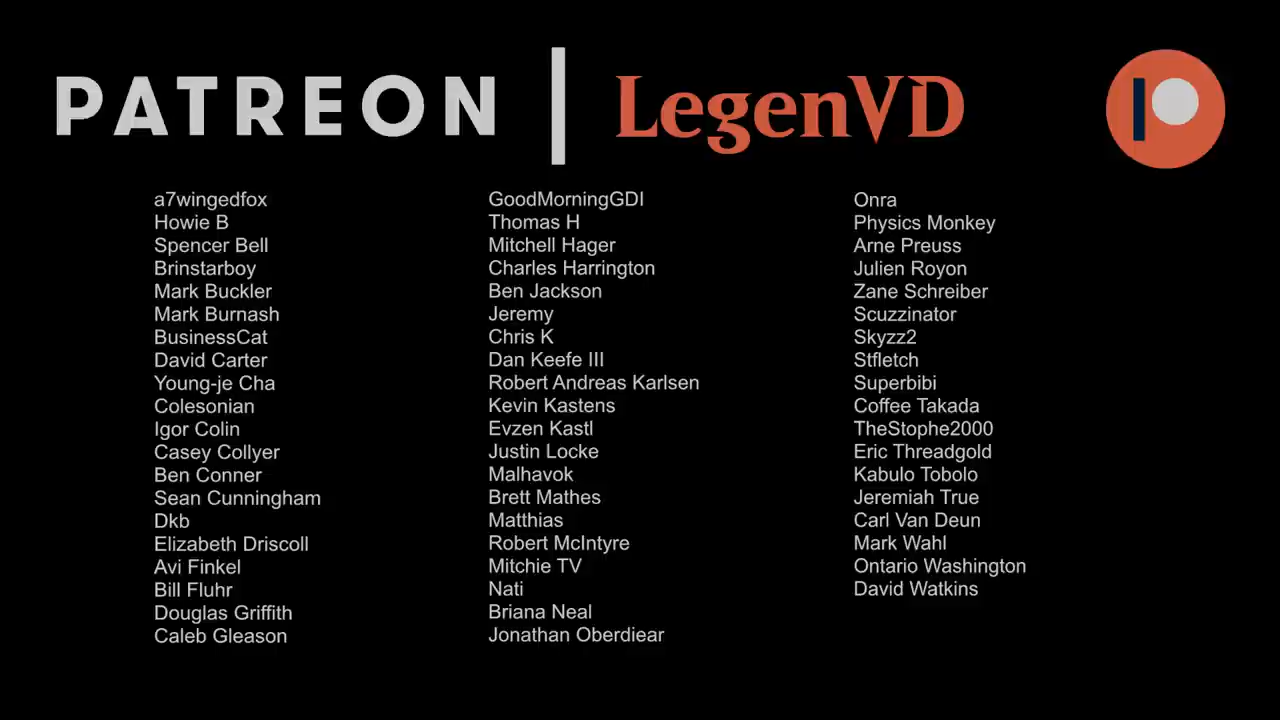 PATREON | LegenVD
a7wingedfox
Howie B
Spencer Bell
Brinstarboy
Mark Buckler
Mark Burnash
BusinessCat
David Carter
Young-je Cha
Colesonian
Igor Colin
Casey Collyer
Ben Conner
Sean Cunningham
Dkb
Elizabeth Driscoll
Avi Finkel
Bill Fluhr
Douglas Griffith
Caleb Gleason
GoodMorningGDI
Thomas H
Mitchell Hager
Charles Harrington
Ben Jackson
Jeremy
Chris K
Dan Keefe III
Robert Andreas Karlsen
Kevin Kastens
Evzen Kastl
Justin Locke
Malhavok
Brett Mathes
Matthias
Robert McIntyre
Mitchie TV
Nati
Briana Neal
Jonathan Oberdiear
Onra
Physics Monkey
Arne Preuss
Julien Royon
Zane Schreiber
Scuzzinator
Skyzz2
Stfletch
Superbibi
Coffee Takada
TheStophe2000
Eric Threadgold
Kabulo Tobolo
Jeremiah True
Carl Van Deun
Mark Wahl
Ontario Washington
David Watkins